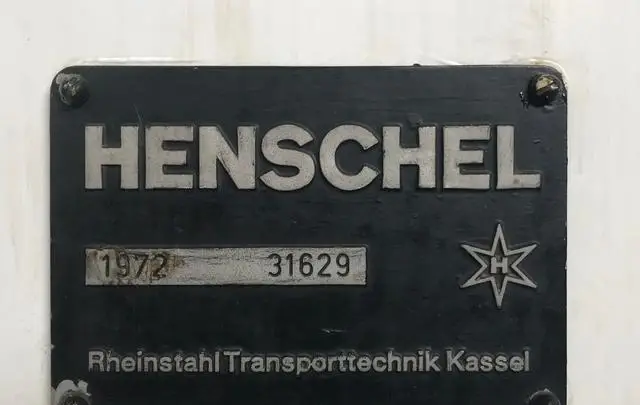 HENSCHEL
1972 31629
H
Rheinstahl Transporttechnik Kassel